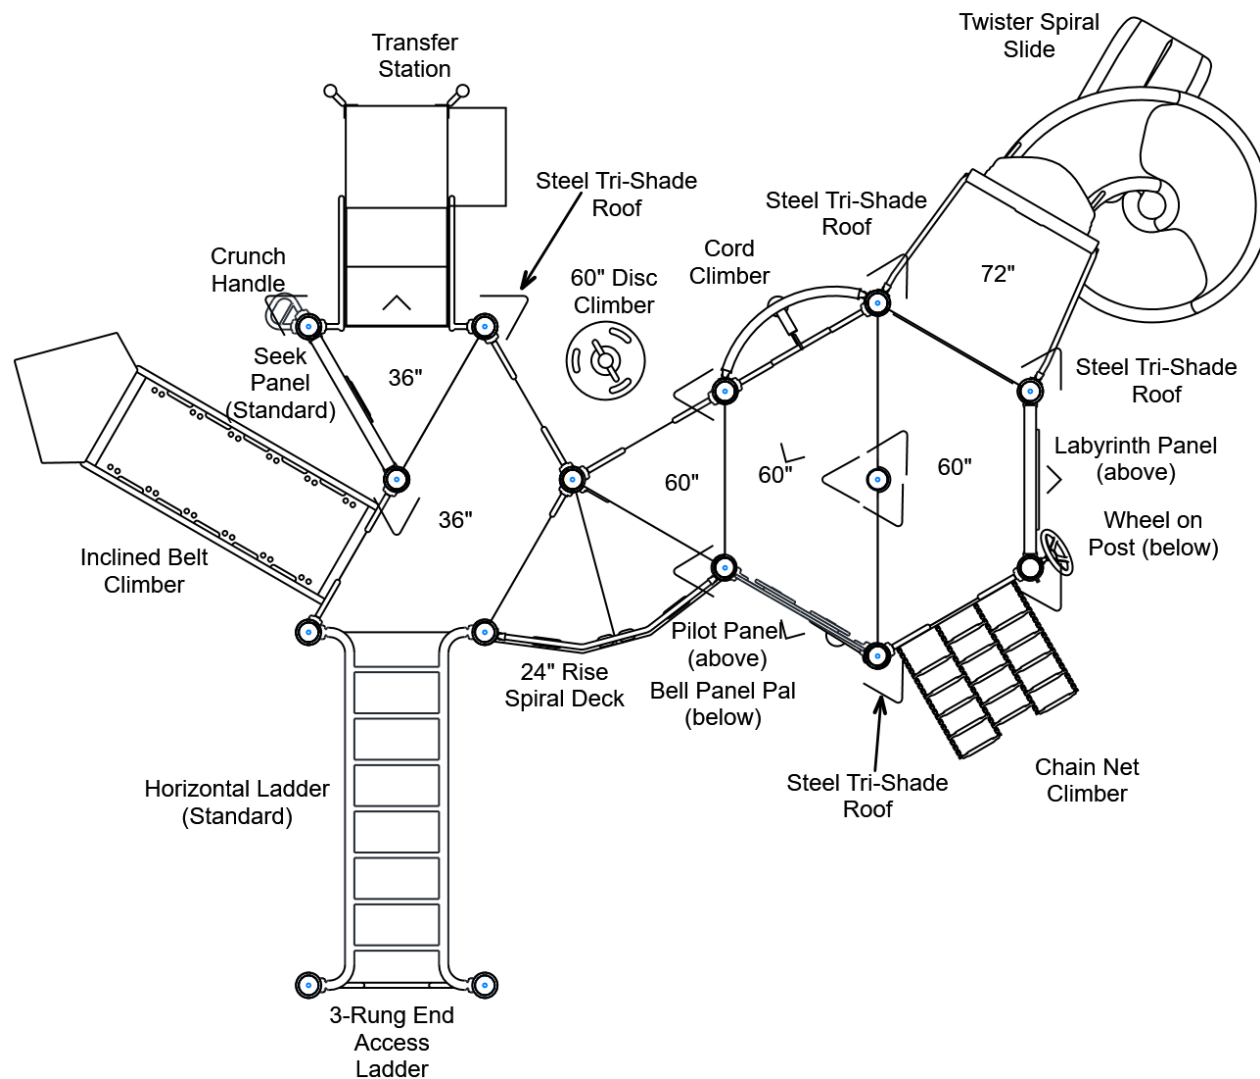 Twister Spiral
Slide
Transfer
Station
Steel Tri-Shade
Roof
Steel Tri-Shade
Roof
Cord
Climber
Crunch
Handle
60" Disc
Climber
72"
Seek
Panel
(Standard)
36"
Steel Tri-Shade
Roof
Labyrinth Panel
(above)
60"
60"
60"
36"
Wheel on
Post (below)
Inclined Belt
Climber
Pilot Panel
(above)
Bell Panel Pal
(below)
24" Rise
Spiral Deck
Steel Tri-Shade
Roof
Chain Net
Climber
Horizontal Ladder
(Standard)
3-Rung End
Access
Ladder